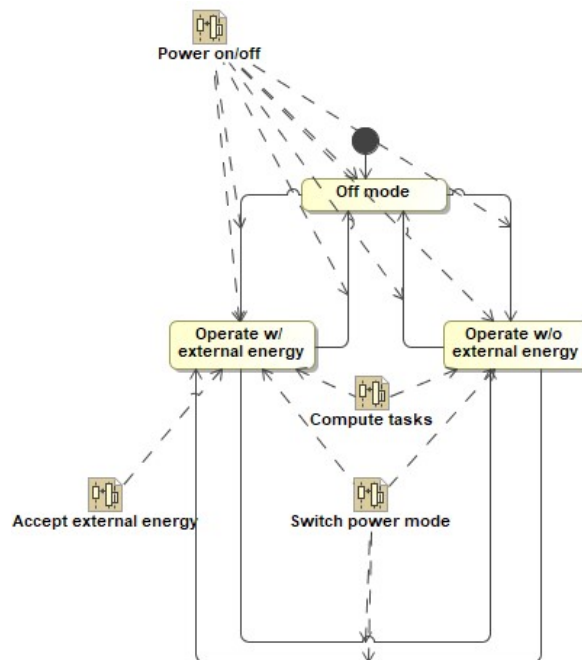 Power on/off
Off mode
Operate w/
external energy
Operate w/o
external energy
Compute tasks
Accept external energy
Switch power mode